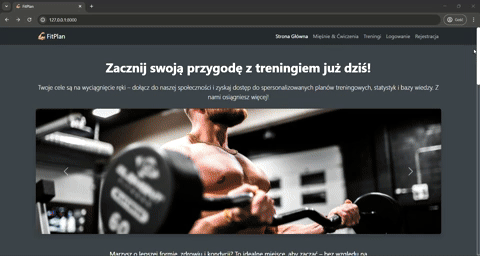 FitPlan
127.0.0.1:8000
FitPlan
Strona Główna Mięśnie & Ćwiczenia Treningi Logowanie Rejestracja
Zacznij swoją przygodę z treningiem już dziś!
Twoje cele są na wyciągnięcie ręki – dołącz do naszej społeczności i zyskaj dostęp do spersonalizowanych planów treningowych, statystyk i bazy wiedzy. Z
nami osiągniesz więcej!
ELEMENT
60
Marzysz o lepszej formie, zdrowiu i kondycji? To idealne miejsce, aby zacząć – bez względu na